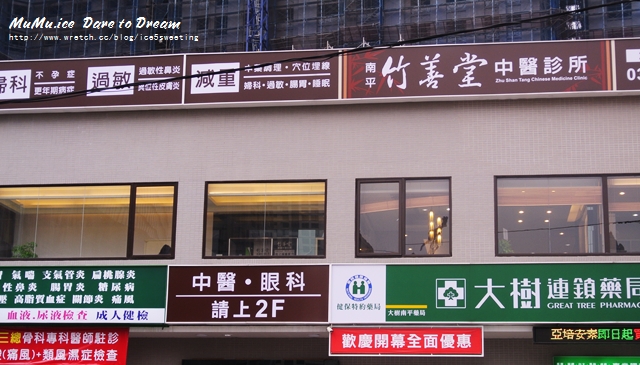 MuMu.ice Dare to Dream
http://www.wretch.cc/blog/ice5sweeting
婦科 不孕症 更年期病症
過敏 過敏性鼻炎 異位性皮膚炎
減重 中藥調理·穴位埋線
婦科·過敏·腸胃·睡眠
南平 竹善堂 中醫診所
Zhu Shan Tang Chinese Medicine Clinic
03
氣喘 支氣管炎 扁桃腺炎
性鼻炎 腸胃炎 糖尿病
壓 高脂質血症 關節炎 痛風
血液.尿液檢查 成人健檢
中醫·眼科
請上2F
健保特約藥局
大樹南平藥局
大樹 連鎖藥局
GREAT TREE PHARMAC
三總骨科專科醫師駐診
(痛風)+類風濕症檢查
歡慶開幕全面優惠
亞培安素即日起